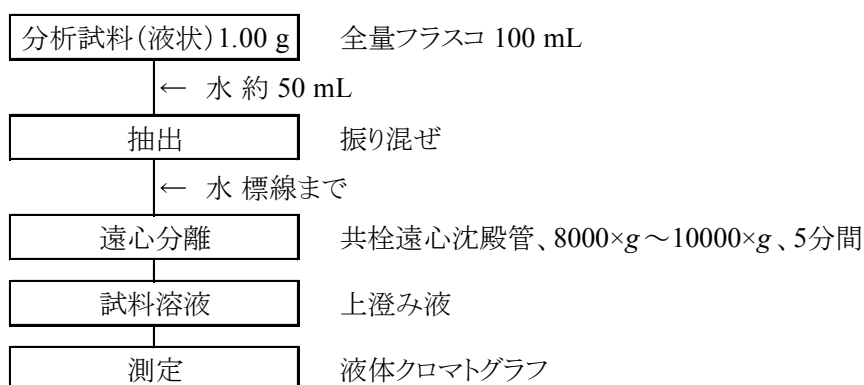 分析試料(液状)1.00 g 全量フラスコ 100 mL
← 水 約 50 mL
抽出 振り混ぜ
← 水 標線まで
遠心分離 共栓遠心沈殿管、8000×g～10000×g、5分間
試料溶液 上澄み液
測定 液体クロマトグラフ